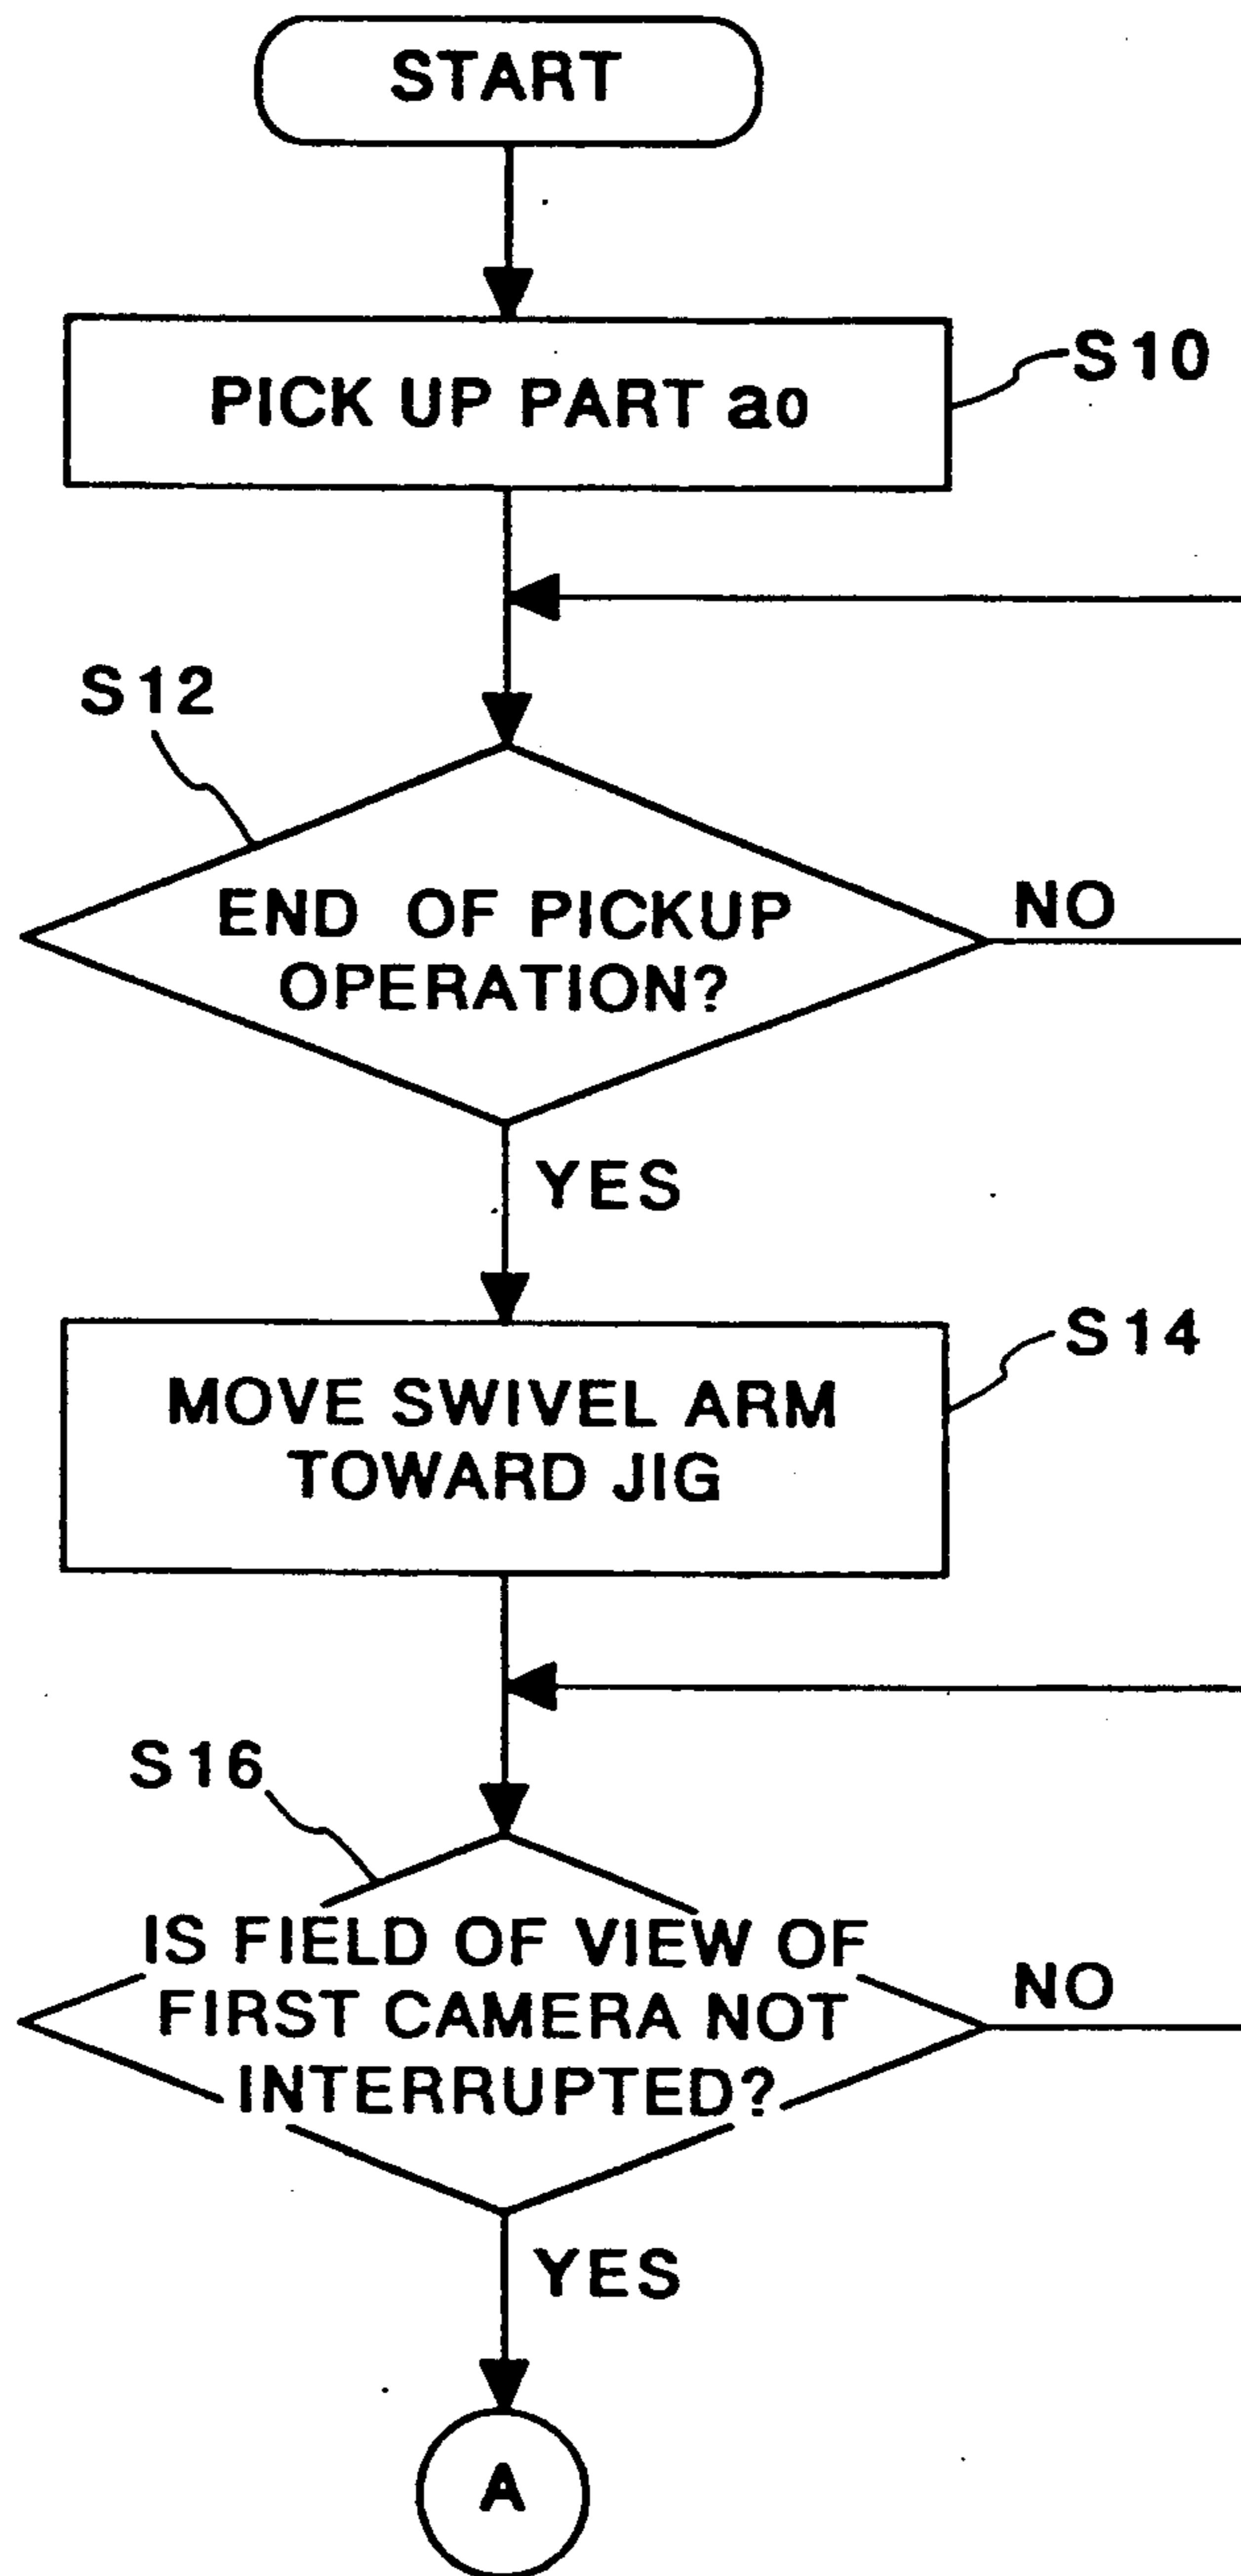 START
PICK UP PART a0
S10
S12
END OF PICKUP
OPERATION?
NO
YES
MOVE SWIVEL ARM
TOWARD JIG
S14
S16
IS FIELD OF VIEW OF
FIRST CAMERA NOT
INTERRUPTED?
NO
YES
A